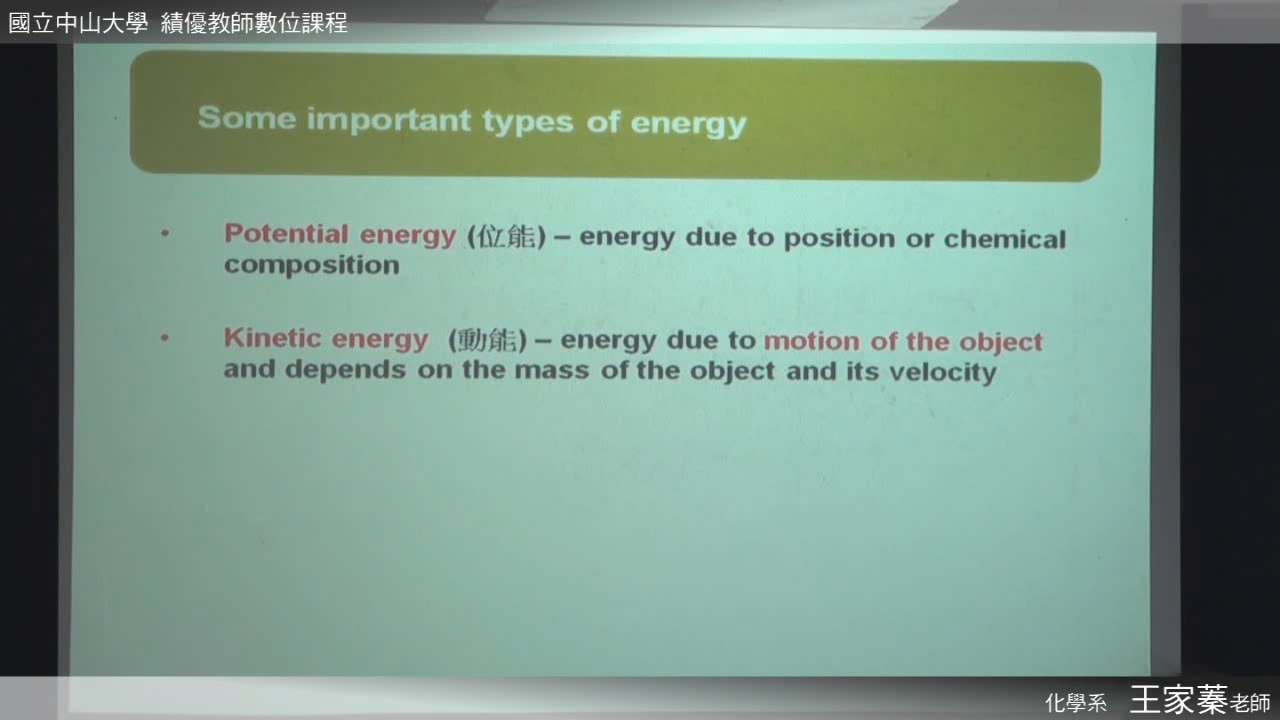 國立中山大學 績優教師數位課程
Some important types of energy
• Potential energy (位能) – energy due to position or chemical
composition
• Kinetic energy (動能) – energy due to motion of the object
and depends on the mass of the object and its velocity
化學系 王家蓁老師